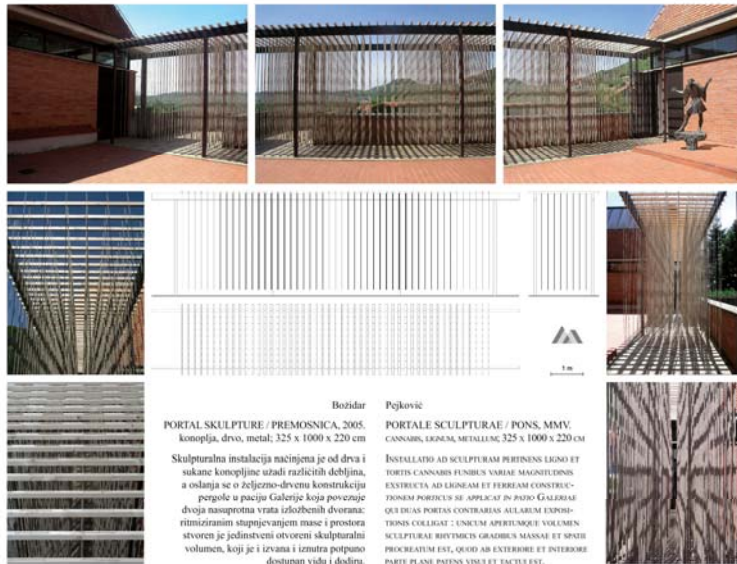 1 m
Božidar
PORTAL SKULPTURE / PREMOSNICA, 2005.
konoplja, drvo, metal; 325 x 1000 x 220 cm
Skulpturalna instalacija načinjena je od drva i
sukane konopljine užadi različitih debljina,
a oslanja se o željezno-drvenu konstrukciju
pergole u paciju Galerije koja povezuje
dvoja nasuprotna vrata izložbenih dvorana:
ritmiziranim stupnjevanjem mase i prostora
stvoren je jedinstveni otvoreni skulpturalni
volumen, koji je i izvana i iznutra potpuno
dostupan vidu i dodiru.
Pejković
PORTALE SCULPTURAE / PONS, MMV.
CANNABIS, LIGNUM, METALLUM; 325 X 1000 X 220 CM
INSTALLATIO AD SCULPTURAM PERTINENS LIGNO ET
TORTIS CANNABIS FUNIBUS VARIAE MAGNITUDINIS
EXSTRUCTA AD LIGNEAM ET FERREAM CONSTRUC-
TIONEM PORTICUS SE APPLICAT IN PATIO GALERIAE
QUI DUAS PORTAS CONTRARIAS AULARUM EXPOSI-
TIONIS COLLIGAT : UNICUM APERTUMQUE VOLUMEN
SCULPTURAE RHYTMICIS GRADIBUS MASSAE ET SPATII
PROCREATUM EST, QUOD AB EXTERIORE ET INTERIORE
PARTE PLANE PATENS VISUI ET TACTUI EST.